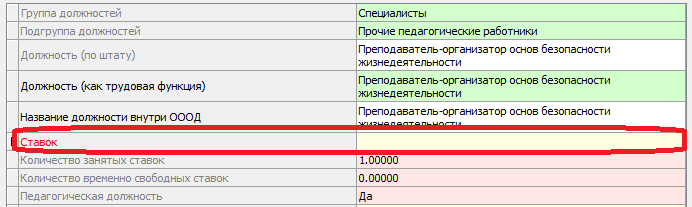 Группа должностей Специалисты
Подгруппа должностей Прочие педагогические работники
Должность (по штату) Преподаватель-организатор основ безопасности
жизнедеятельности
Должность (как трудовая функция) Преподаватель-организатор основ безопасности
жизнедеятельности
Название должности внутри ОООД Преподаватель-организатор основ безопасности
жизнедеятельности
Ставок
Количество занятых ставок 1.00000
Количество временно свободных ставок 0.00000
Педагогическая должность Да